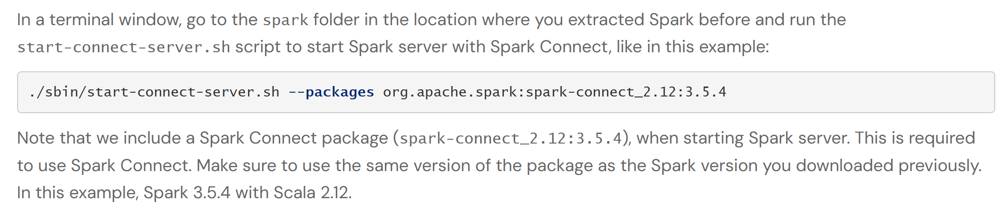 In a terminal window, go to the spark folder in the location where you extracted Spark before and run the
start-connect-server.sh script to start Spark server with Spark Connect, like in this example:
./sbin/start-connect-server.sh --packages org.apache.spark:spark-connect_2.12:3.5.4
Note that we include a Spark Connect package (spark-connect_2.12:3.5.4), when starting Spark server. This is required
to use Spark Connect. Make sure to use the same version of the package as the Spark version you downloaded previously.
In this example, Spark 3.5.4 with Scala 2.12.